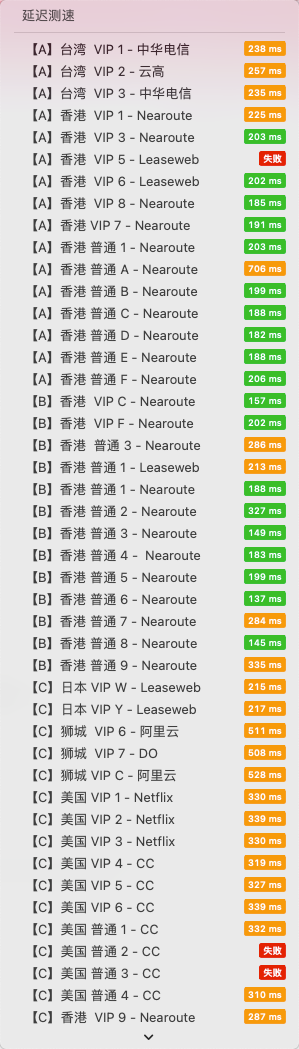 延迟测速
【A】台湾 VIP 1 - 中华电信 238 ms
【A】台湾 VIP 2 - 云高 257 ms
【A】台湾 VIP 3 - 中华电信 235 ms
【A】香港 VIP 1 - Nearoute 225 ms
【A】香港 VIP 3 - Nearoute 203 ms
【A】香港 VIP 5 - Leaseweb 失败
【A】香港 VIP 6 - Leaseweb 202 ms
【A】香港 VIP 8 - Nearoute 185 ms
【A】香港 VIP 7 - Nearoute 191 ms
【A】香港 普通 1 - Nearoute 203 ms
【A】香港 普通 A - Nearoute 706 ms
【A】香港 普通 B - Nearoute 199 ms
【A】香港 普通 C - Nearoute 188 ms
【A】香港 普通 D - Nearoute 182 ms
【A】香港 普通 E - Nearoute 188 ms
【A】香港 普通 F - Nearoute 206 ms
【B】香港 VIP C - Nearoute 157 ms
【B】香港 VIP F - Nearoute 202 ms
【B】香港 普通 3 - Nearoute 286 ms
【B】香港 普通 1 - Leaseweb 213 ms
【B】香港 普通 1 - Nearoute 188 ms
【B】香港 普通 2 - Nearoute 327 ms
【B】香港 普通 3 - Nearoute 149 ms
【B】香港 普通 4 - Nearoute 183 ms
【B】香港 普通 5 - Nearoute 199 ms
【B】香港 普通 6 - Nearoute 137 ms
【B】香港 普通 7 - Nearoute 284 ms
【B】香港 普通 8 - Nearoute 145 ms
【B】香港 普通 9 - Nearoute 335 ms
【C】日本 VIP W - Leaseweb 215 ms
【C】日本 VIP Y - Leaseweb 217 ms
【C】狮城 VIP 6 - 阿里云 511 ms
【C】狮城 VIP 7 - DO 508 ms
【C】狮城 VIP C - 阿里云 528 ms
【C】美国 VIP 1 - Netflix 330 ms
【C】美国 VIP 2 - Netflix 339 ms
【C】美国 VIP 3 - Netflix 330 ms
【C】美国 VIP 4 - CC 319 ms
【C】美国 VIP 5 - CC 327 ms
【C】美国 VIP 6 - CC 339 ms
【C】美国 普通 1 - CC 332 ms
【C】美国 普通 2 - CC 失败
【C】美国 普通 3 - CC 失败
【C】美国 普通 4 - CC 310 ms
【C】香港 VIP 9 - Nearoute 287 ms